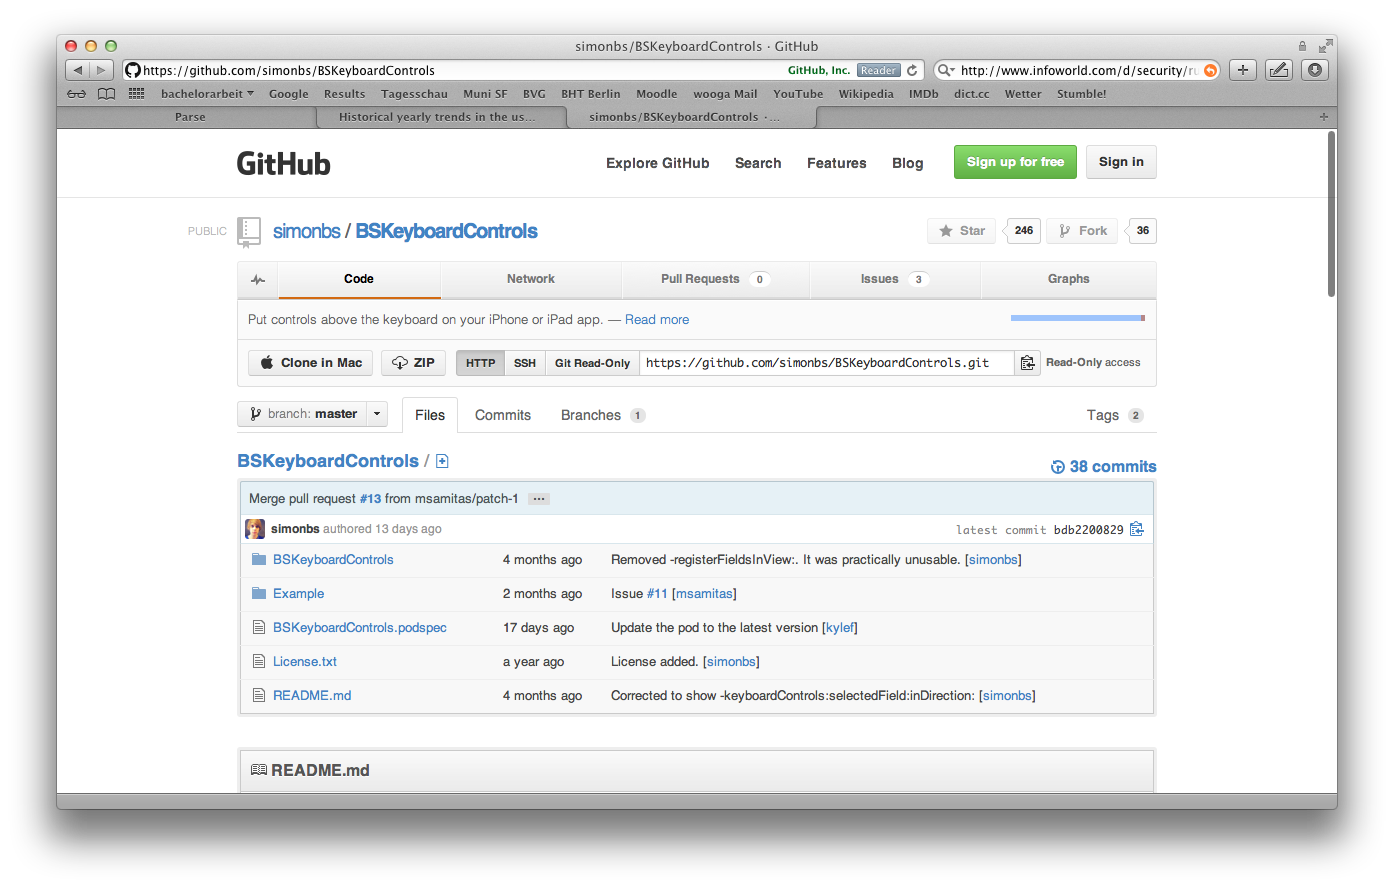 simonbs/BSKeyboardControls · GitHub
https://github.com/simonbs/BSKeyboardControls GitHub, Inc. Reader http://www.infoworld.com/d/security/ru
bachelorarbeit Google Results Tagesschau Muni SF BVG BHT Berlin Moodle wooga Mail YouTube Wikipedia IMDb dict.cc Wetter Stumble!
Parse Historical yearly trends in the us... simonbs/BSKeyboardControls ·...
GitHub Explore GitHub Search Features Blog Sign up for free Sign in
PUBLIC simonbs / BSKeyboardControls Star 246 Fork 36
Code Network Pull Requests 0 Issues 3 Graphs
Put controls above the keyboard on your iPhone or iPad app. — Read more
Clone in Mac ZIP HTTP SSH Git Read-Only https://github.com/simonbs/BSKeyboardControls.git Read-Only access
branch: master Files Commits Branches 1 Tags 2
BSKeyboardControls / 38 commits
Merge pull request #13 from msamitas/patch-1 ...
simonbs authored 13 days ago latest commit bdb2200829
BSKeyboardControls 4 months ago Removed -registerFieldsInView:. It was practically unusable. [simonbs]
Example 2 months ago Issue #11 [msamitas]
BSKeyboardControls.podspec 17 days ago Update the pod to the latest version [kylef]
License.txt a year ago License added. [simonbs]
README.md 4 months ago Corrected to show -keyboardControls:selectedField:inDirection: [simonbs]
README.md